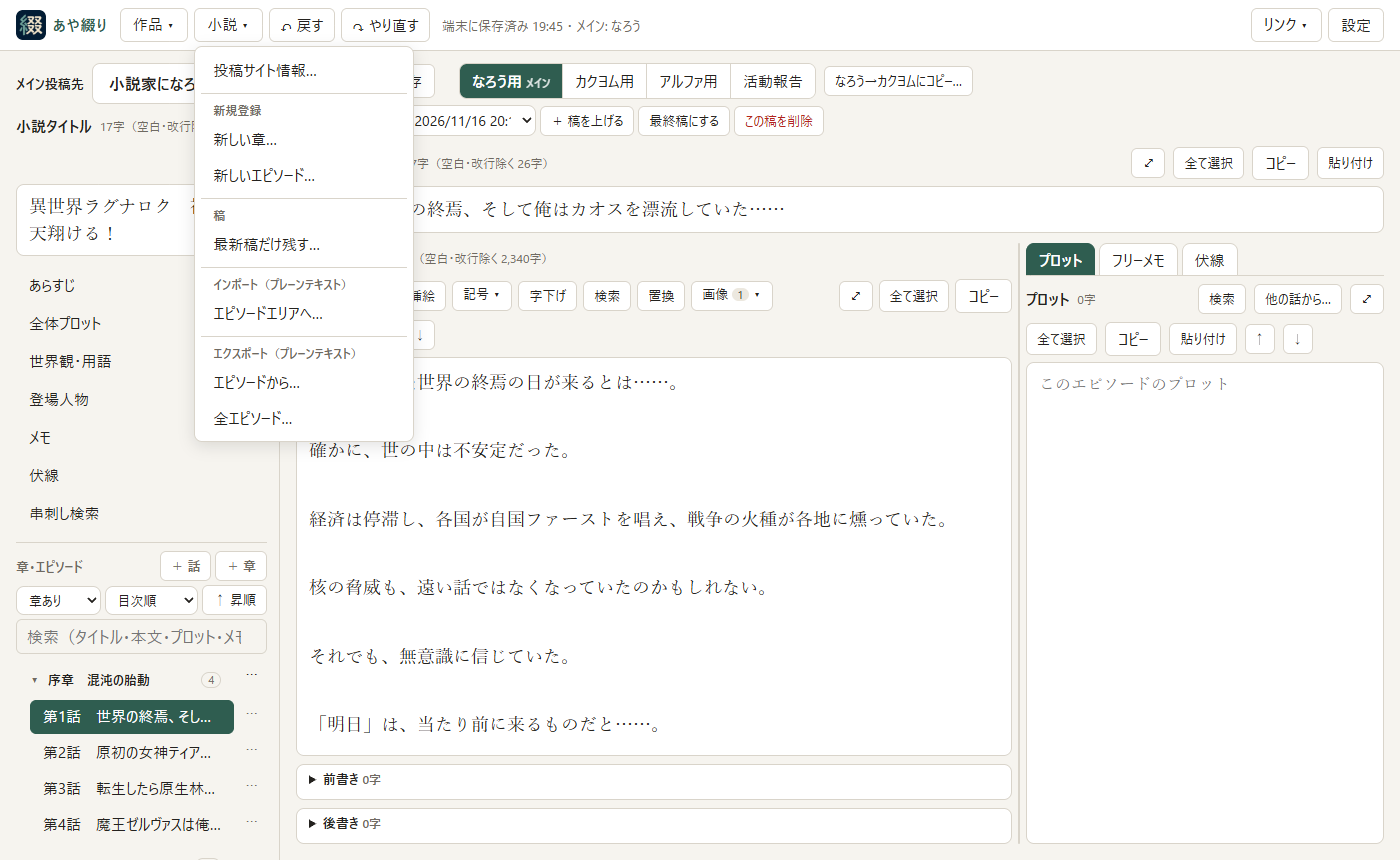 綴 あや綴り 作品 ▾ 小説 ▾ ↶ 戻す ↷ やり直す 端末に保存済み 19:45・メイン: なろう リンク ▾ 設定
メイン投稿先 小説家になろ 存 なろう用 メイン カクヨム用 アルファ用 活動報告 なろう→カクヨムにコピー…
小説タイトル 17字（空白・改行除 2026/11/16 20: ＋ 稿を上げる 最終稿にする この稿を削除
7字（空白・改行除く26字） ⤢ 全て選択 コピー 貼り付け
異世界ラグナロク
天翔ける！
の終焉、そして俺はカオスを漂流していた……
投稿サイト情報…
新規登録
新しい章…
新しいエピソード…
稿
最新稿だけ残す…
インポート（プレーンテキスト）
エピソードエリアへ…
エクスポート（プレーンテキスト）
エピソードから…
全エピソード…
あらすじ
全体プロット
世界観・用語
登場人物
メモ
伏線
串刺し検索
章・エピソード ＋ 話 ＋ 章
章あり 目次順 ↑ 昇順
検索（タイトル・本文・プロット・メモ
▾ 序章　混沌の胎動 4 …
第1話　世界の終焉、そし… …
第2話　原初の女神ティア… …
第3話　転生したら原生林… …
第4話　魔王ゼルヴァスは俺… …
（空白・改行除く2,340字）
挿絵 記号 ▾ 字下げ 検索 置換 画像 1 ▾ ⤢ 全て選択 コピー
↓
世界の終焉の日が来るとは……。
確かに、世の中は不安定だった。
経済は停滞し、各国が自国ファーストを唱え、戦争の火種が各地に燻っていた。
核の脅威も、遠い話ではなくなっていたのかもしれない。
それでも、無意識に信じていた。
「明日」は、当たり前に来るものだと……。
▶ 前書き 0字
▶ 後書き 0字
プロット フリーメモ 伏線
プロット 0字 検索 他の話から… ⤢
全て選択 コピー 貼り付け ↑ ↓
このエピソードのプロット